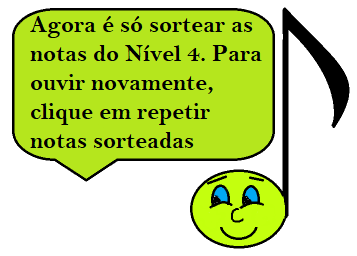 Agora é só sortear as
notas do Nível 4. Para
ouvir novamente,
clique em repetir
notas sorteadas